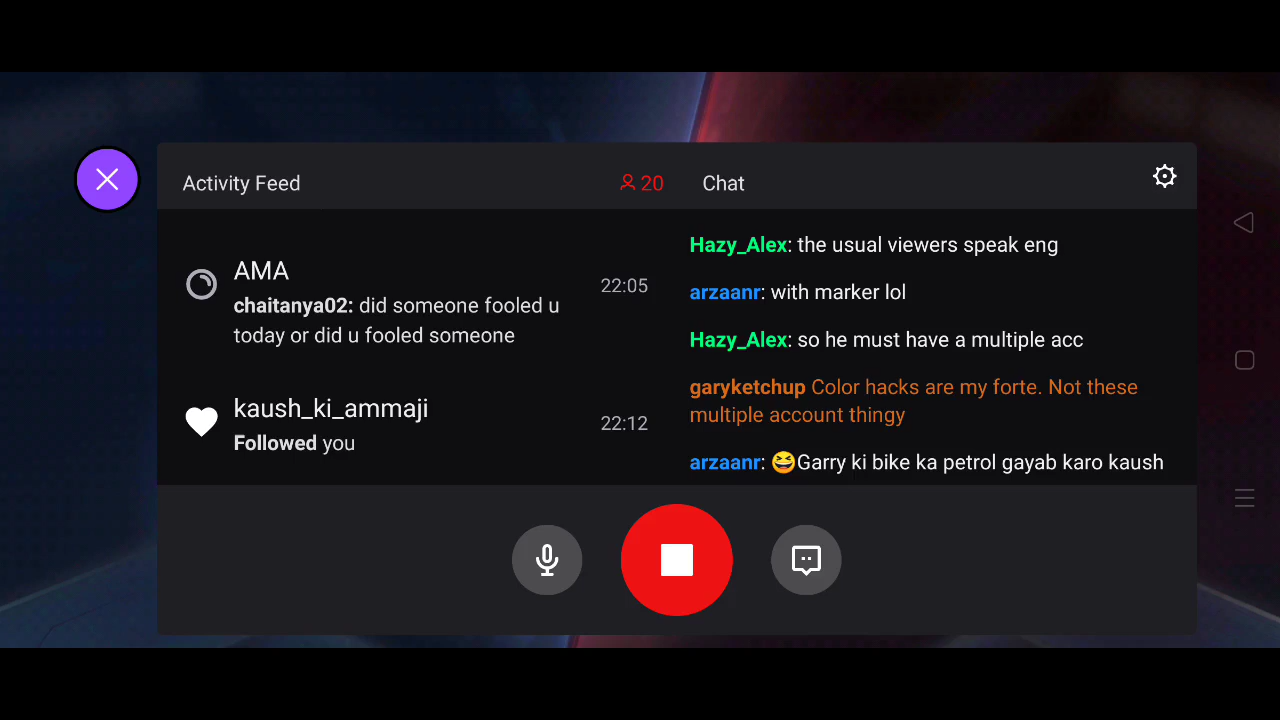 Activity Feed
20
Chat
AMA
chaitanya02: did someone fooled u
today or did u fooled someone
22:05
kaush_ki_ammaji
Followed you
22:12
Hazy_Alex: the usual viewers speak eng
arzaanr: with marker lol
Hazy_Alex: so he must have a multiple acc
garyketchup Color hacks are my forte. Not these
multiple account thingy
arzaanr: 😆Garry ki bike ka petrol gayab karo kaush